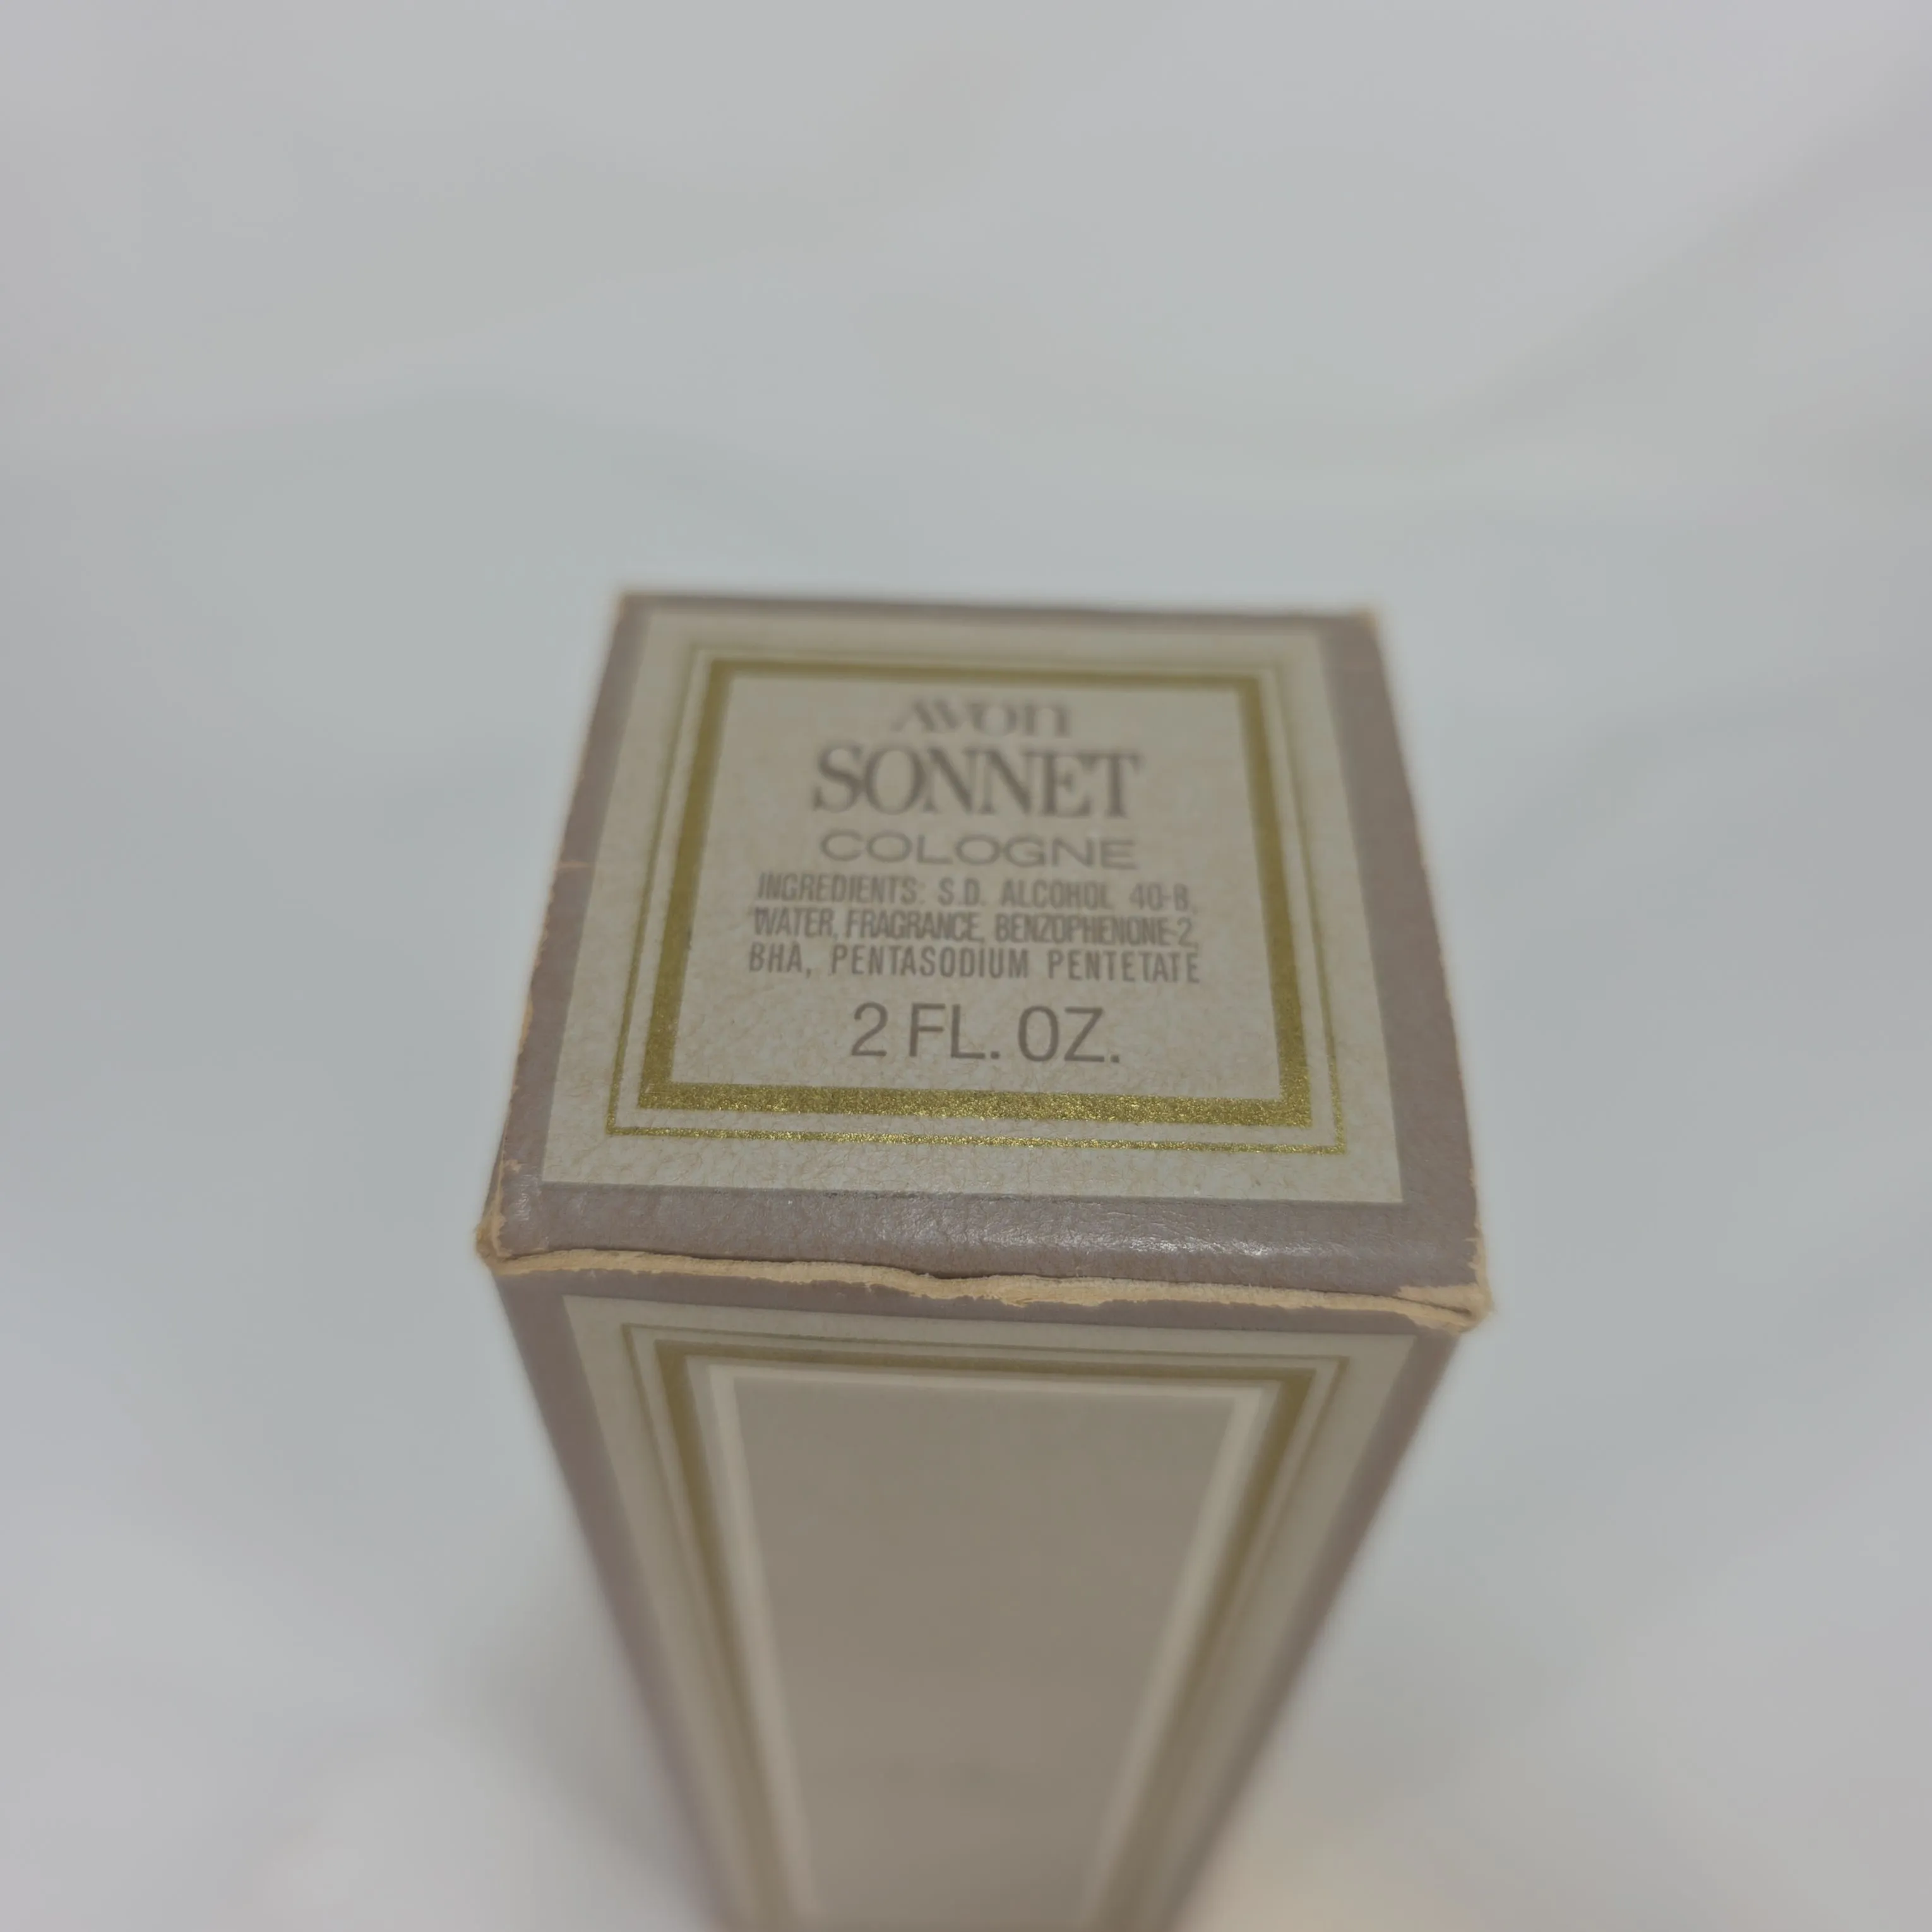 AVON
SONNET
COLOGNE
INGREDIENTS: S.D. ALCOHOL 40-B,
WATER, FRAGRANCE, BENZOPHENONE-2,
BHA, PENTASODIUM PENTETATE
2 FL. OZ.